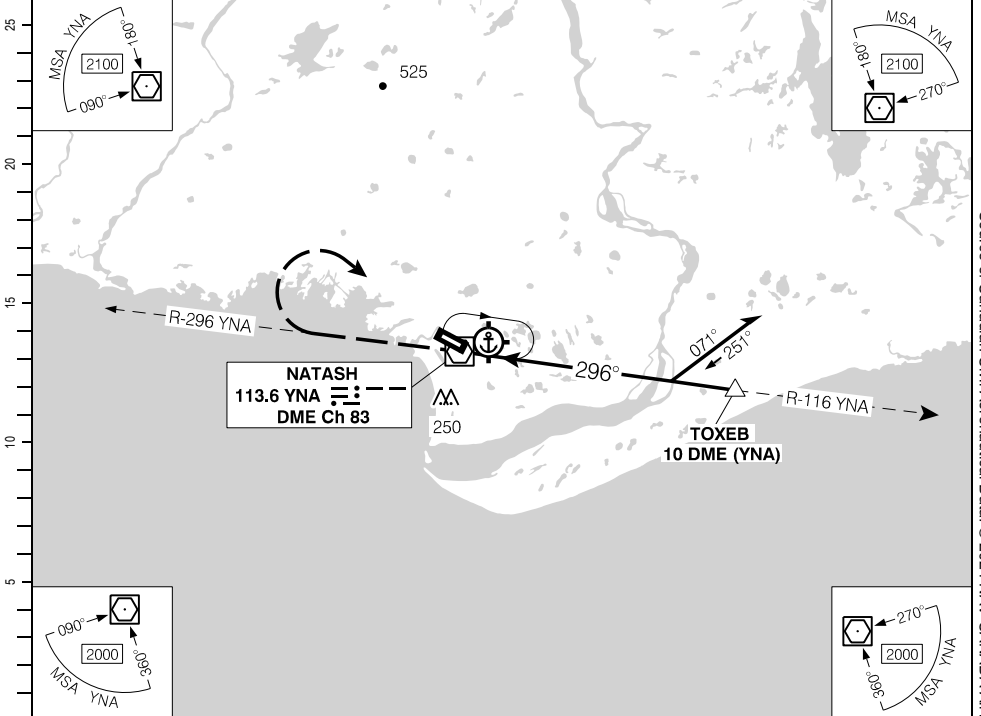 25
20
15
10
5
MSA YNA
180°
2100
090°
MSA YNA
180°
2100
270°
525
R-296 YNA
NATASH
113.6 YNA
DME Ch 83
250
296°
071°
251°
R-116 YNA
TOXEB
10 DME (YNA)
090°
360°
2000
MSA YNA
270°
360°
2000
MSA YNA